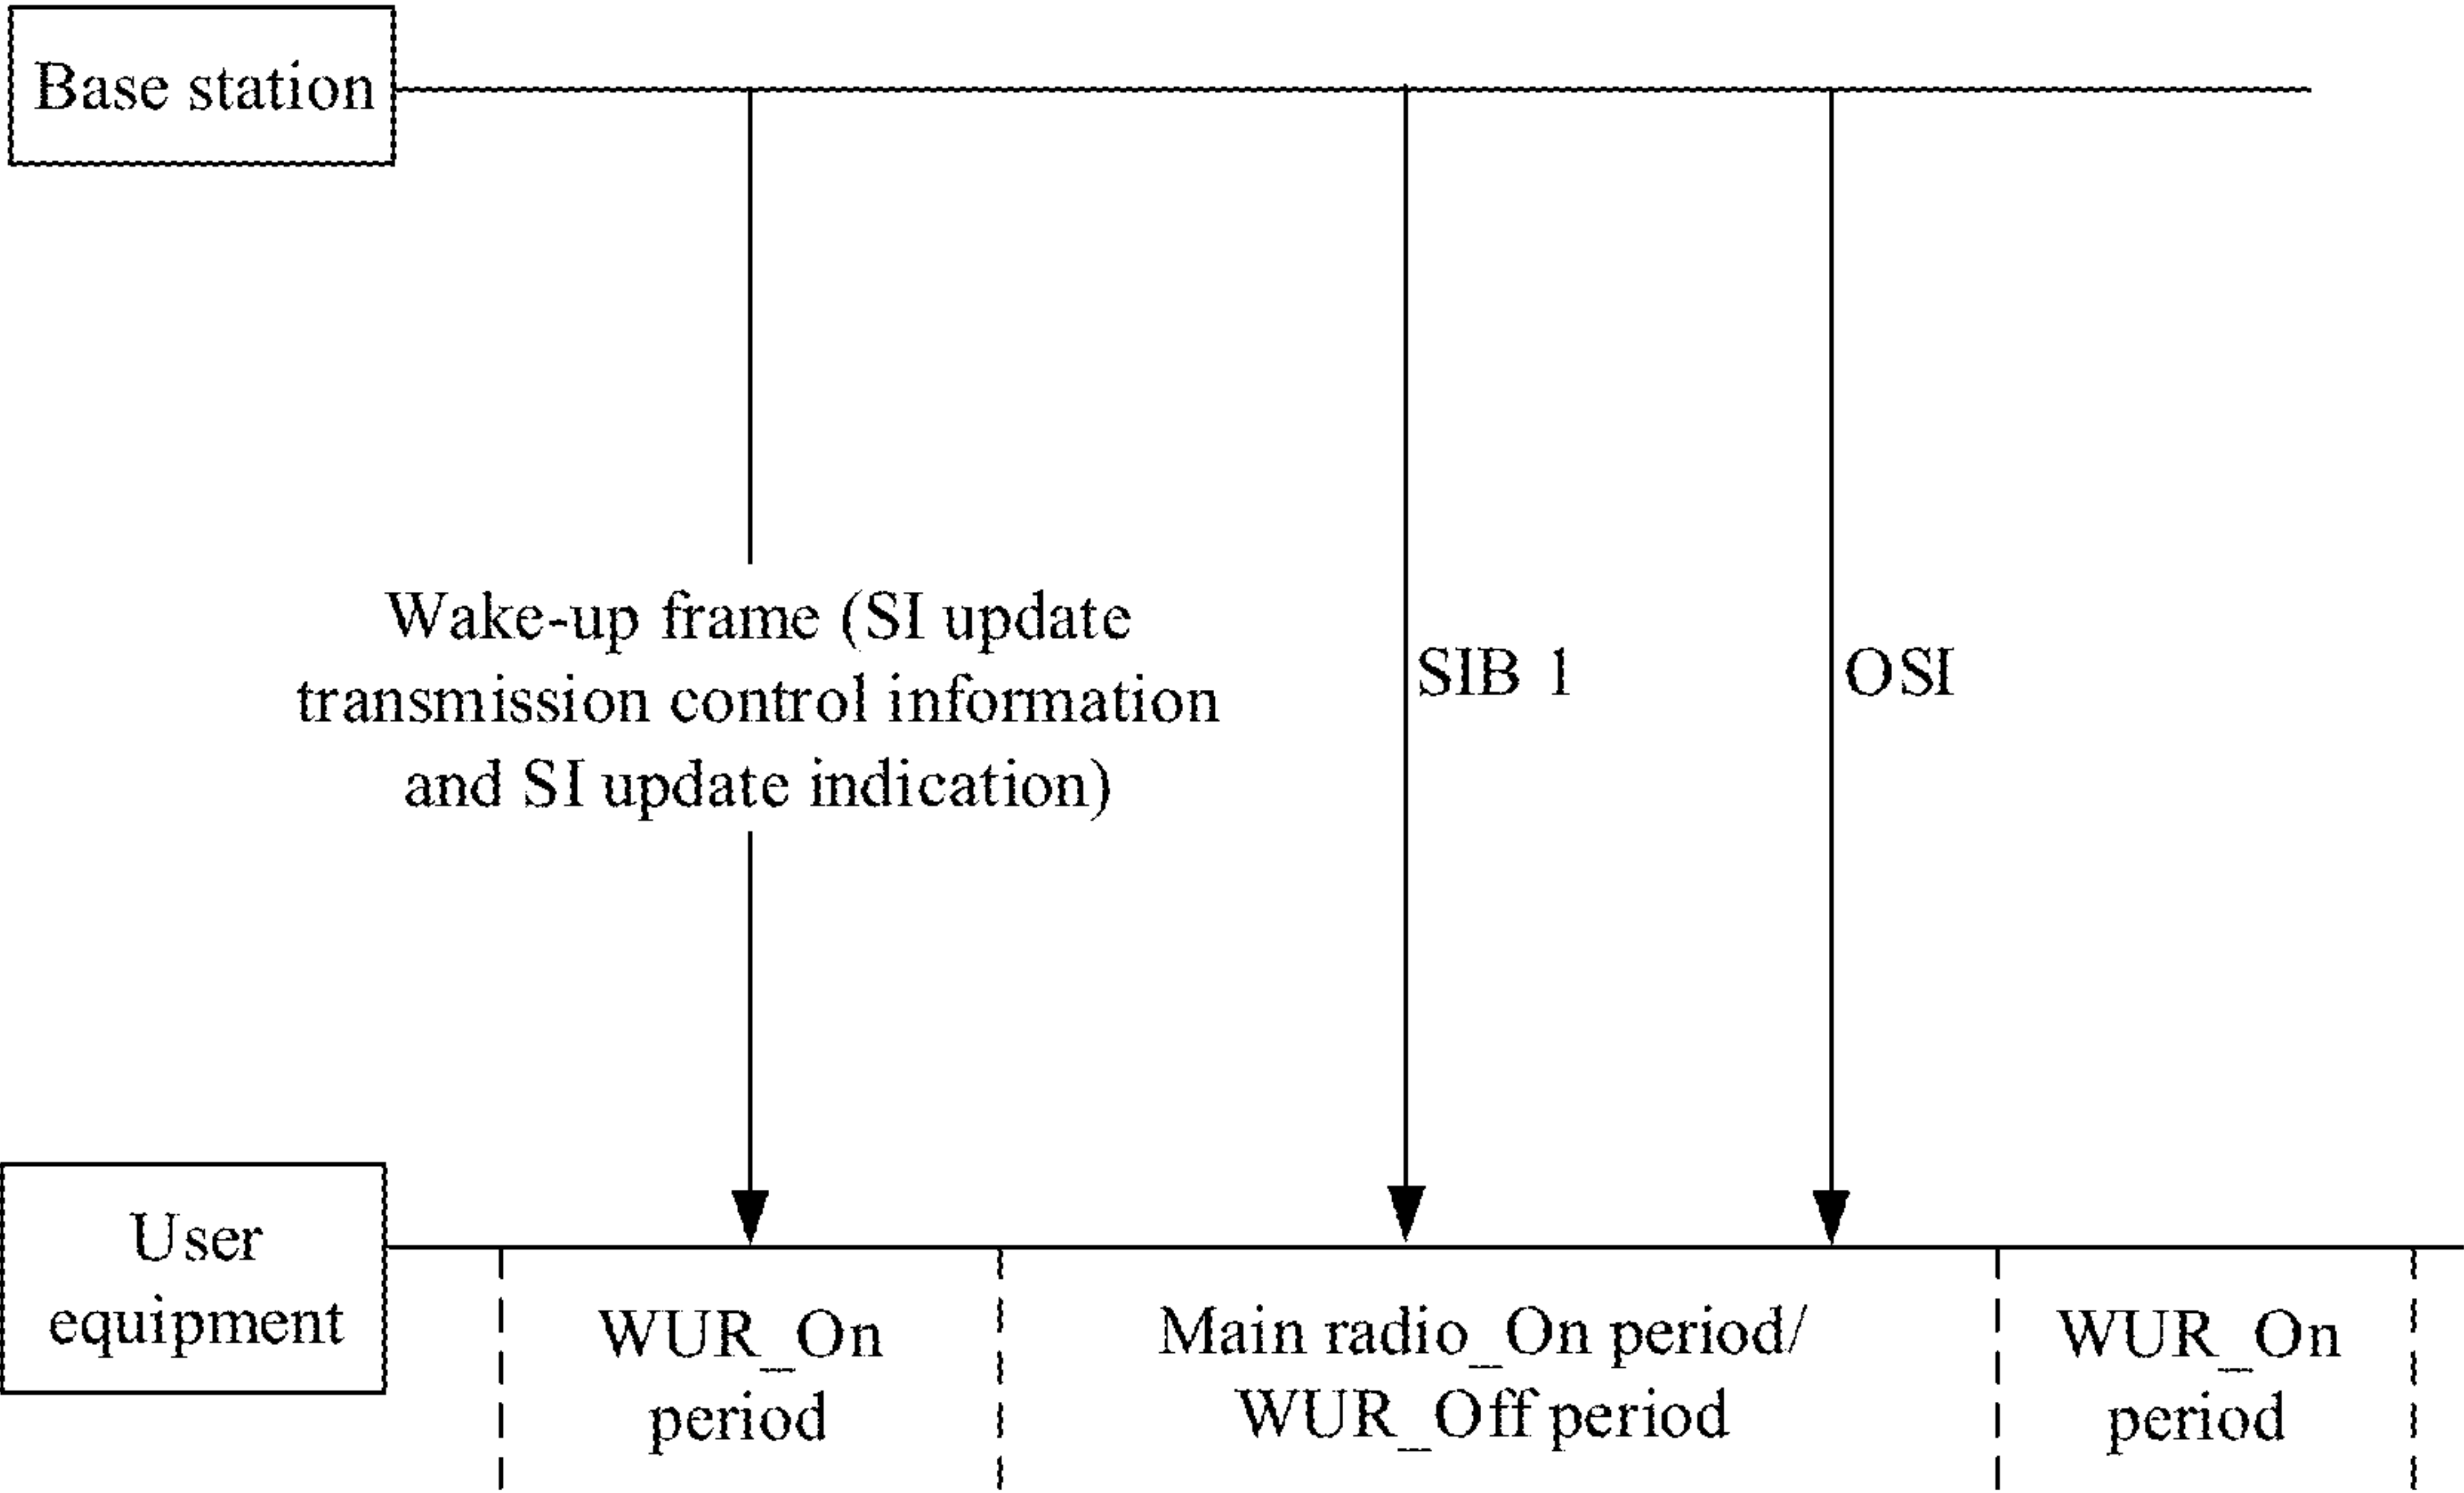 Base station
Wake-up frame (SI update
transmission control information
and SI update indication)
SIB 1
OSI
User
equipment
WUR_On
period
Main radio_On period/
WUR_Off period
WUR_On
period